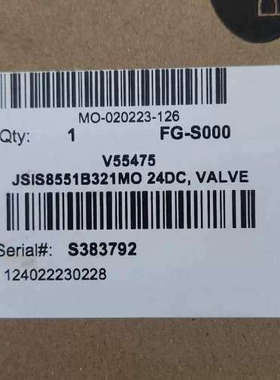 MO-020223-126
Qty: 1 FG-S000
V55475
JSIS8551B321MO 24DC, VALVE
Serial#: S383792
124022230228